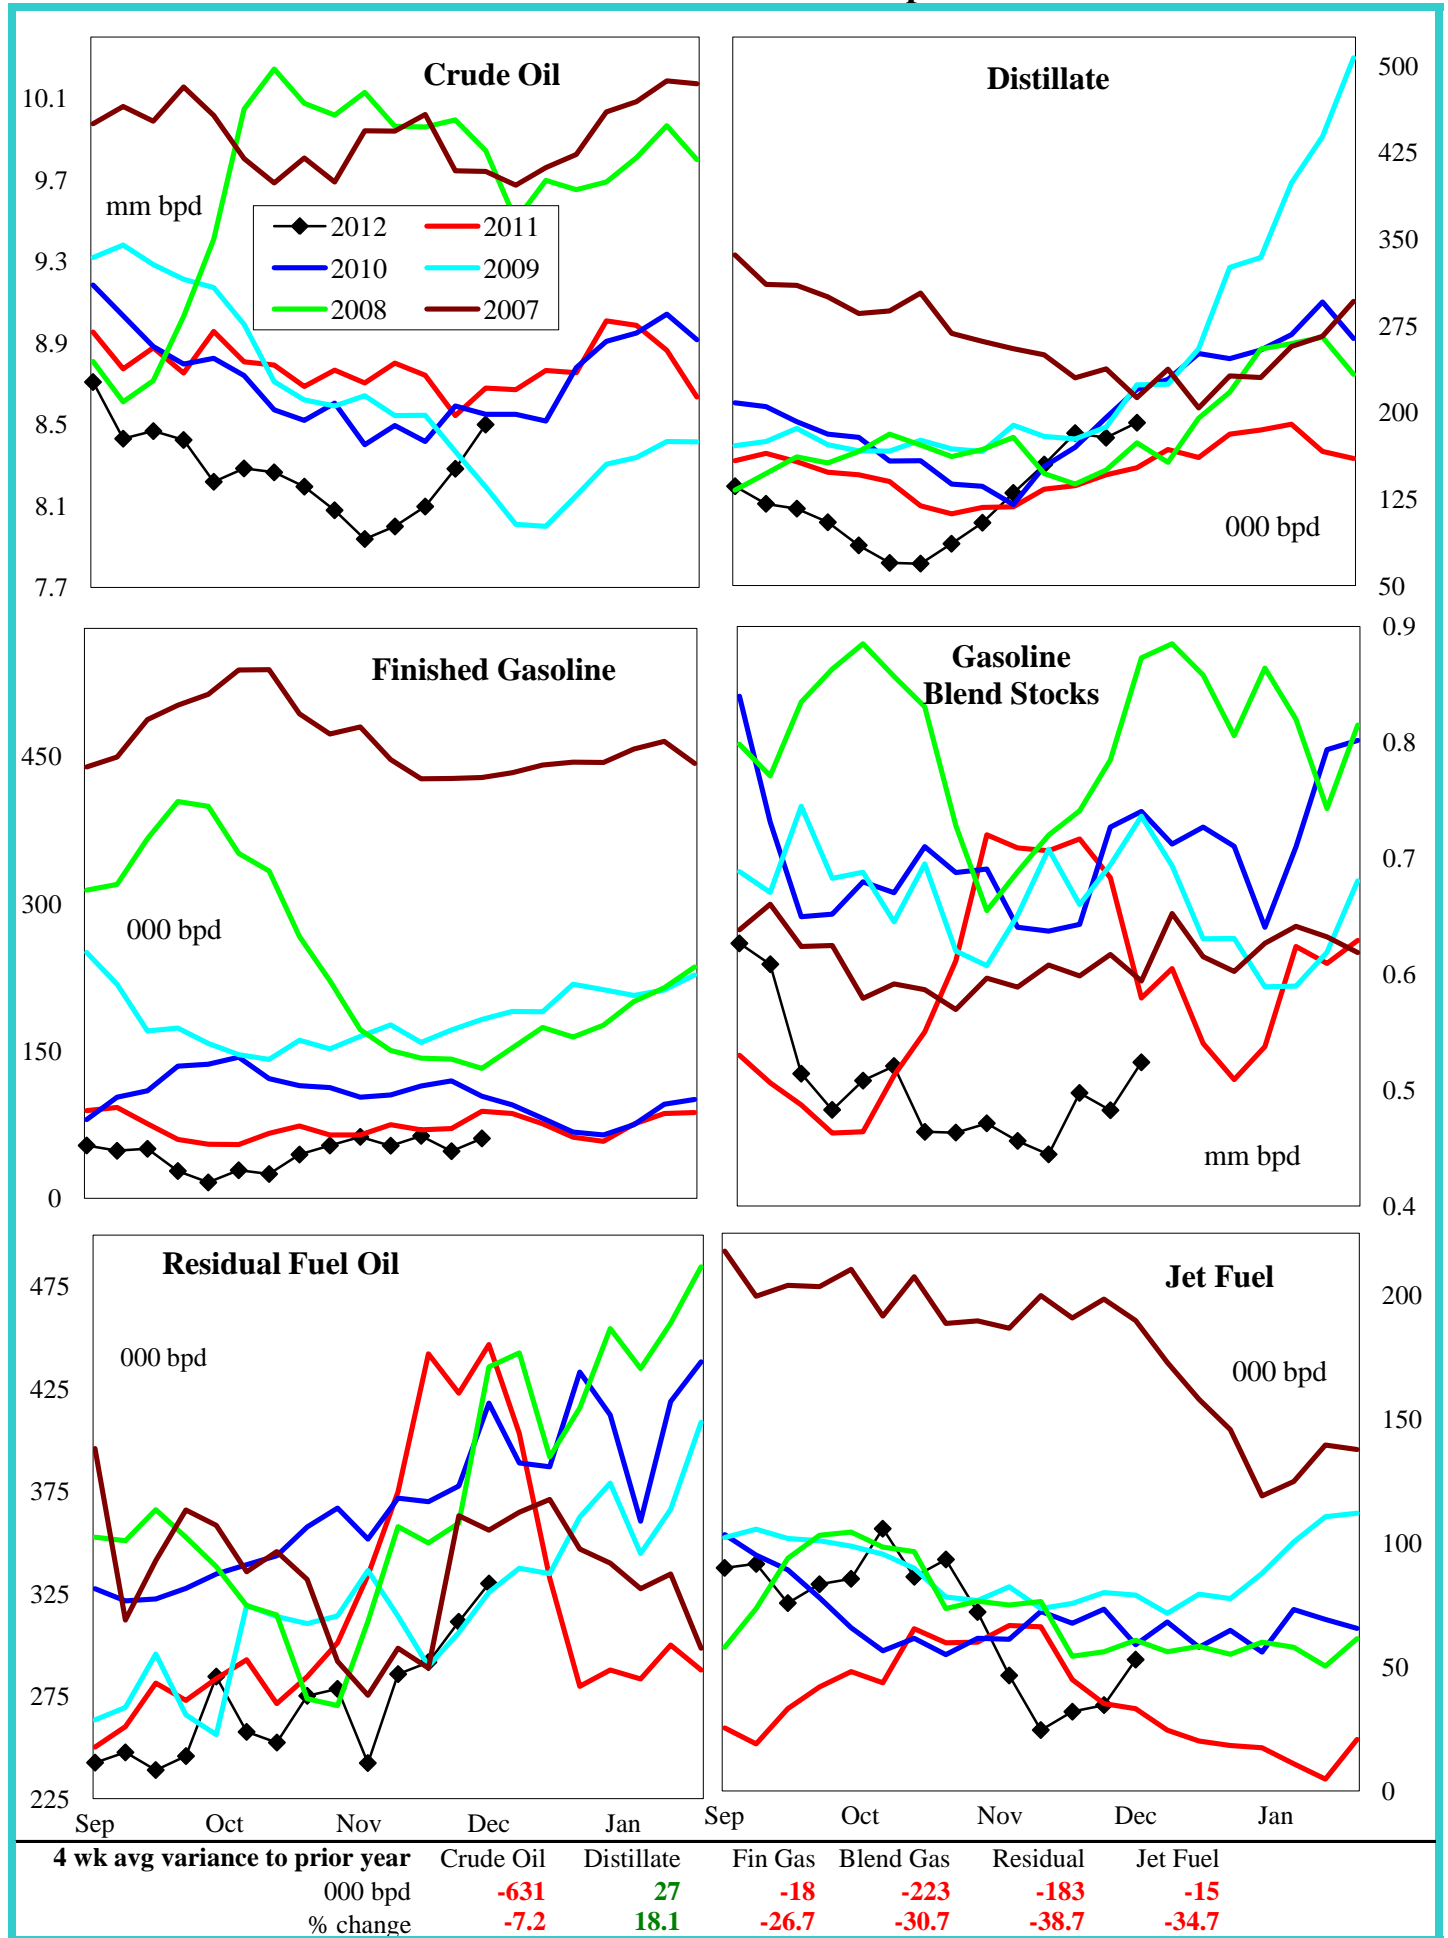 Crude Oil
10.1
9.7
9.3
8.9
8.5
8.1
7.7
mm bpd
2012
2011
2010
2009
2008
2007
Distillate
500
425
350
275
200
125
50
000 bpd
Finished Gasoline
450
300
150
0
000 bpd
Gasoline
Blend Stocks
0.9
0.8
0.7
0.6
0.5
0.4
mm bpd
Residual Fuel Oil
475
425
375
325
275
225
000 bpd
Sep Oct Nov Dec Jan
Jet Fuel
200
150
100
50
0
000 bpd
Sep Oct Nov Dec Jan
4 wk avg variance to prior year Crude Oil Distillate Fin Gas Blend Gas Residual Jet Fuel
000 bpd -631 27 -18 -223 -183 -15
% change -7.2 18.1 -26.7 -30.7 -38.7 -34.7